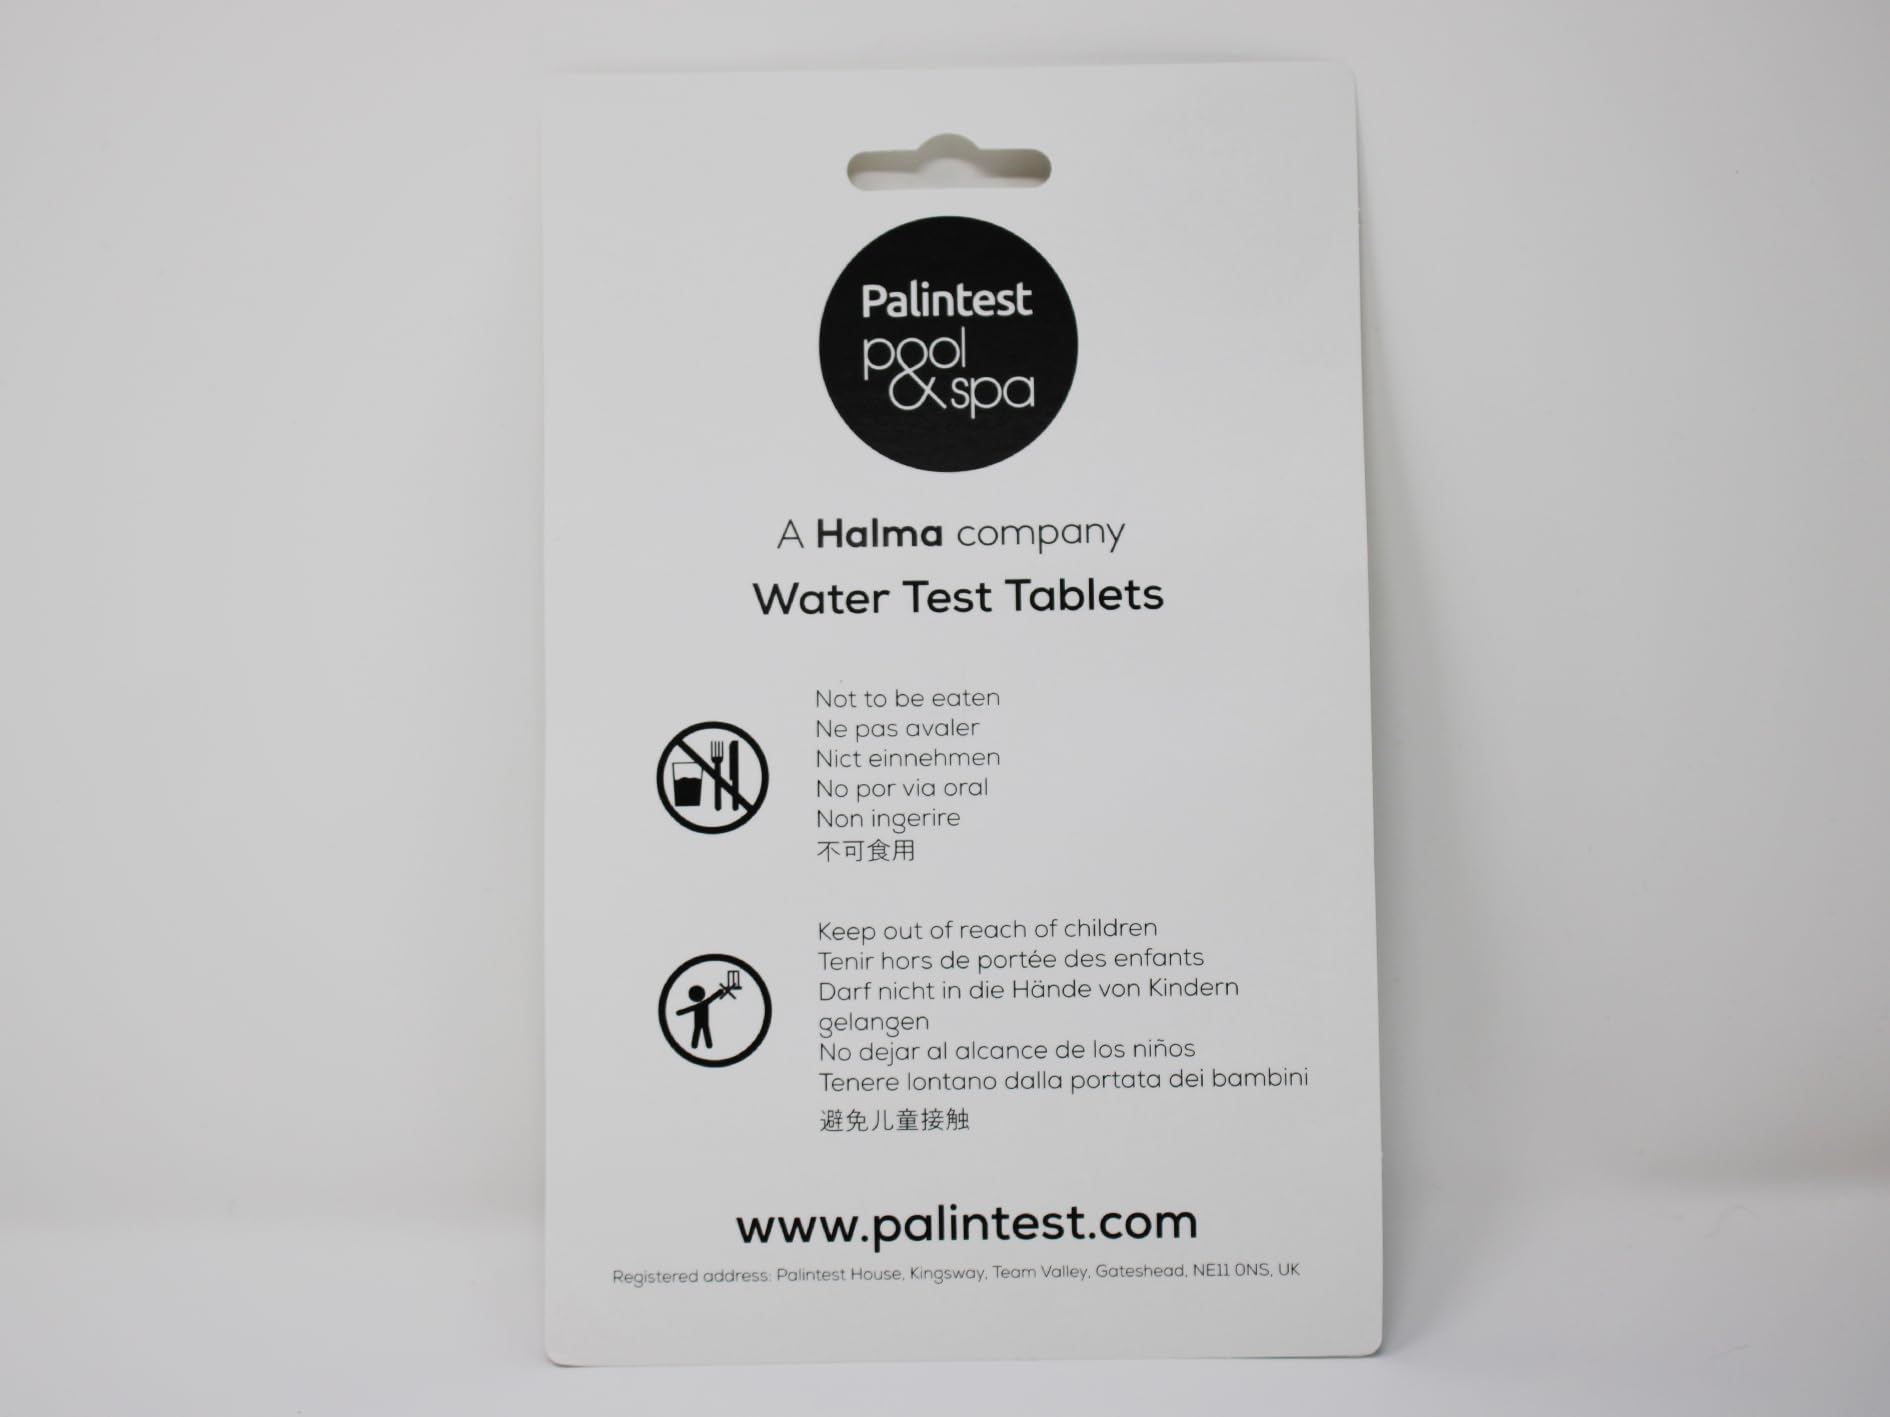 Palintest
pool
&spa
A Halma company
Water Test Tablets
Not to be eaten
Ne pas avaler
Nict einnehmen
No por via oral
Non ingerire
不可食用
Keep out of reach of children
Tenir hors de portée des enfants
Darf nicht in die Hände von Kindern
gelangen
No dejar al alcance de los niños
Tenere lontano dalla portata dei bambini
避免儿童接触
www.palintest.com
Registered address: Palintest House, Kingsway, Team Valley, Gateshead, NE11 0NS, UK